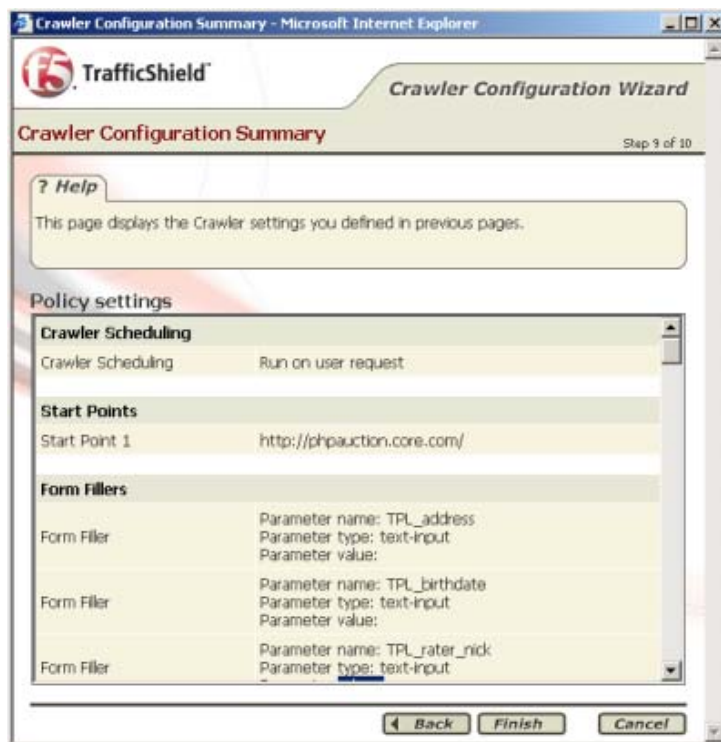 Crawler Configuration Summary - Microsoft Internet Explorer
f5 TrafficShield
Crawler Configuration Wizard
Crawler Configuration Summary
Step 9 of 10
? Help
This page displays the Crawler settings you defined in previous pages.
Policy settings
Crawler Scheduling
Crawler Scheduling Run on user request
Start Points
Start Point 1 http://phpauction.core.com/
Form Fillers
Parameter name: TPL_address
Form Filler Parameter type: text-input
Parameter value:
Parameter name: TPL_birthdate
Form Filler Parameter type: text-input
Parameter value:
Parameter name: TPL_rater_nick
Form Filler Parameter type: text-input
Back Finish Cancel